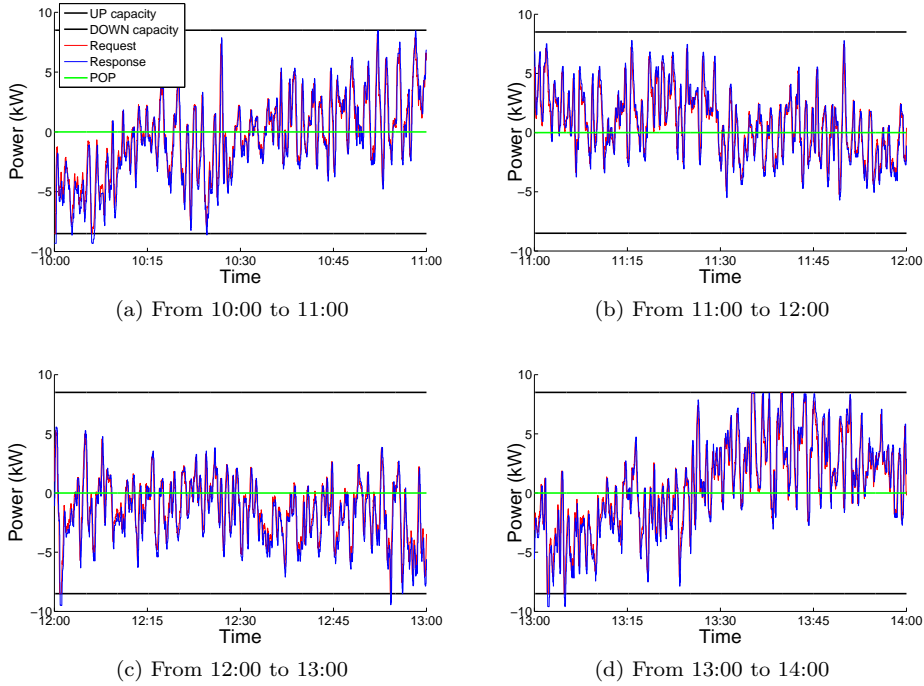 UP capacity
DOWN capacity
Request
Response
POP
10
5
0
−5
−10
Power (kW)
10:00 10:15 10:30 10:45 11:00
Time
(a) From 10:00 to 11:00
10
5
0
−5
−10
Power (kW)
11:00 11:15 11:30 11:45 12:00
Time
(b) From 11:00 to 12:00
10
5
0
−5
−10
Power (kW)
12:00 12:15 12:30 12:45 13:00
Time
(c) From 12:00 to 13:00
10
5
0
−5
−10
Power (kW)
13:00 13:15 13:30 13:45 14:00
Time
(d) From 13:00 to 14:00